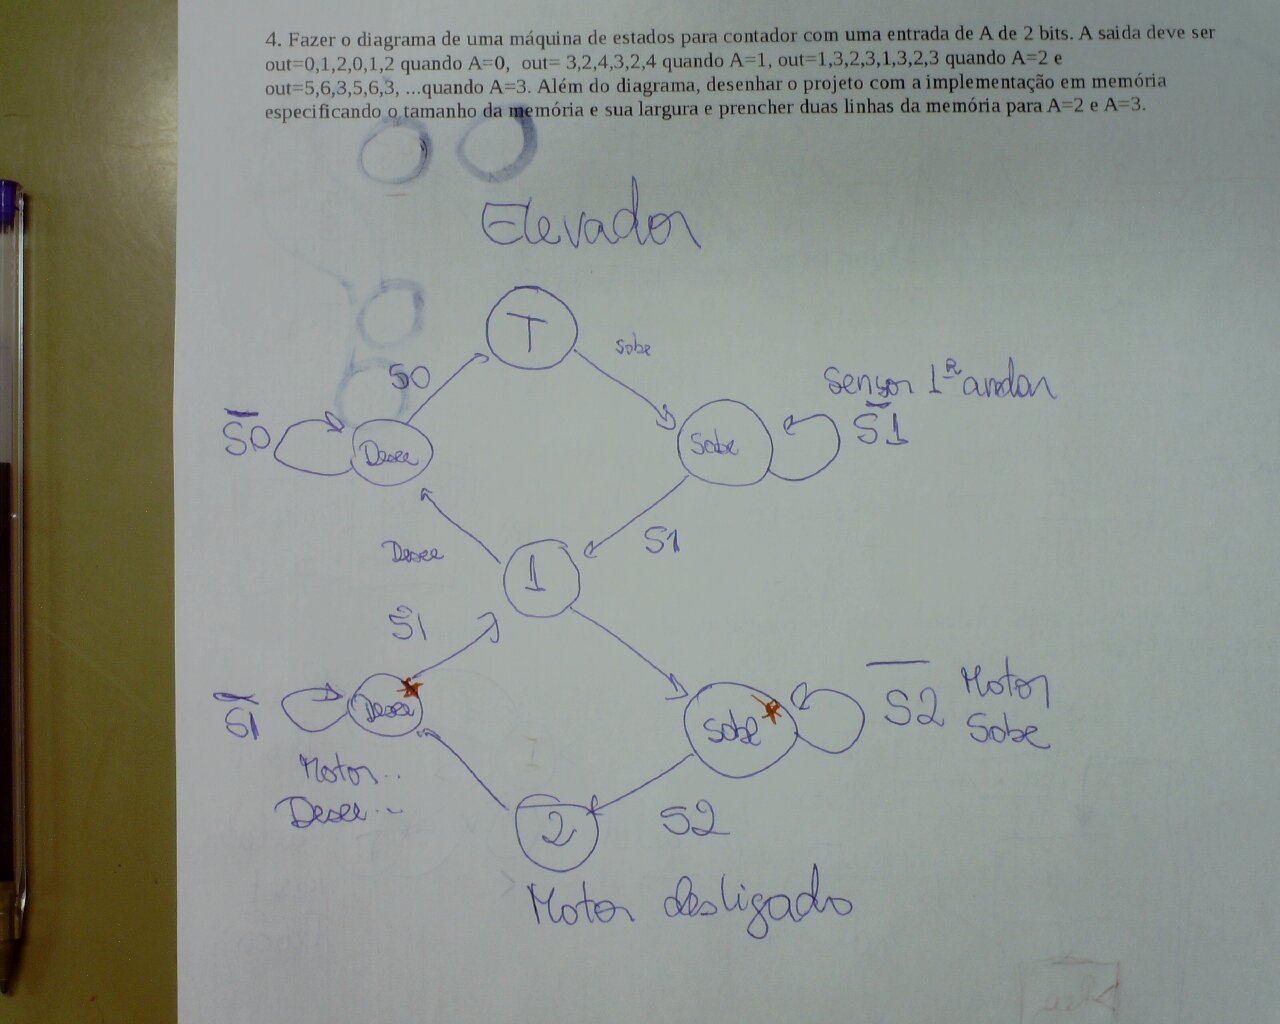 4. Fazer o diagrama de uma máquina de estados para contador com uma entrada de A de 2 bits. A saida deve ser
out=0,1,2,0,1,2 quando A=0, out= 3,2,4,3,2,4 quando A=1, out=1,3,2,3,1,3,2,3 quando A=2 e
out=5,6,3,5,6,3, ...quando A=3. Além do diagrama, desenhar o projeto com a implementação em memória
especificando o tamanho da memória e sua largura e prencher duas linhas da memória para A=2 e A=3.
Elevador
T
Sobe
S0
Sensor 1º andar
S0
Desce
Sobe
S1
Desce
S1
1
S1
S1
Desce
Sobe
S2
Motor
Sobe
Motor..
Desce..
2
S2
Motor desligado